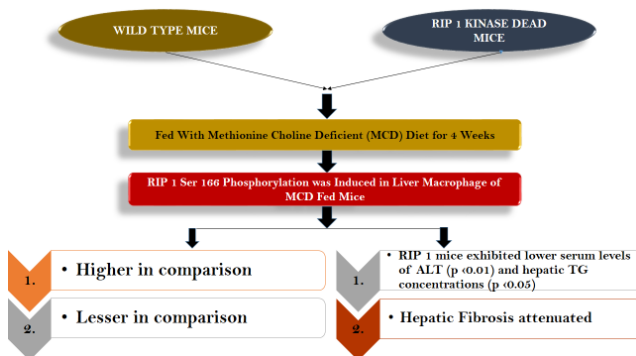 WILD TYPE MICE
RIP 1 KINASE DEAD
MICE
Fed With Methionine Choline Deficient (MCD) Diet for 4 Weeks
RIP 1 Ser 166 Phosphorylation was Induced in Liver Macrophage of
MCD Fed Mice
1.
• Higher in comparison
2.
• Lesser in comparison
1.
• RIP 1 mice exhibited lower serum levels
of ALT (p <0.01) and hepatic TG
concentrations (p <0.05)
2.
• Hepatic Fibrosis attenuated